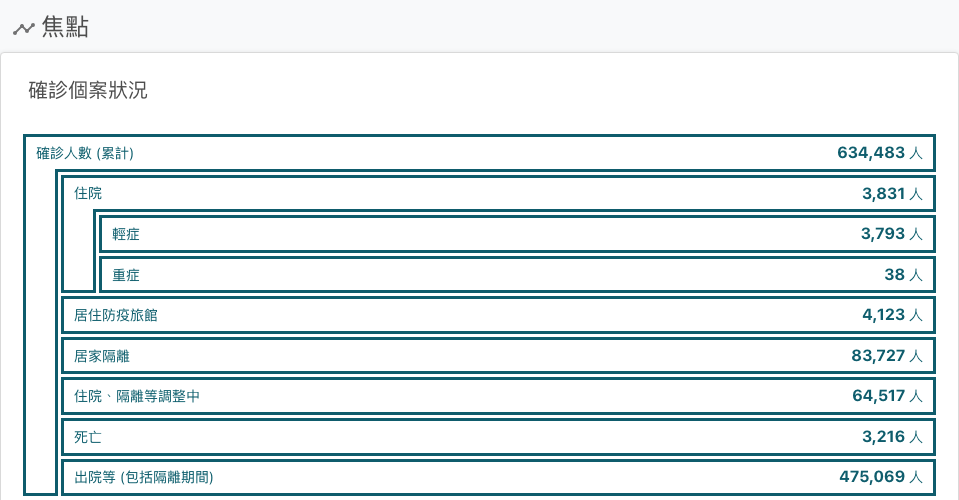 焦點
確診個案狀況
確診人數 (累計) 634,483 人
住院 3,831 人
輕症 3,793 人
重症 38 人
居住防疫旅館 4,123 人
居家隔離 83,727 人
住院、隔離等調整中 64,517 人
死亡 3,216 人
出院等 (包括隔離期間) 475,069 人